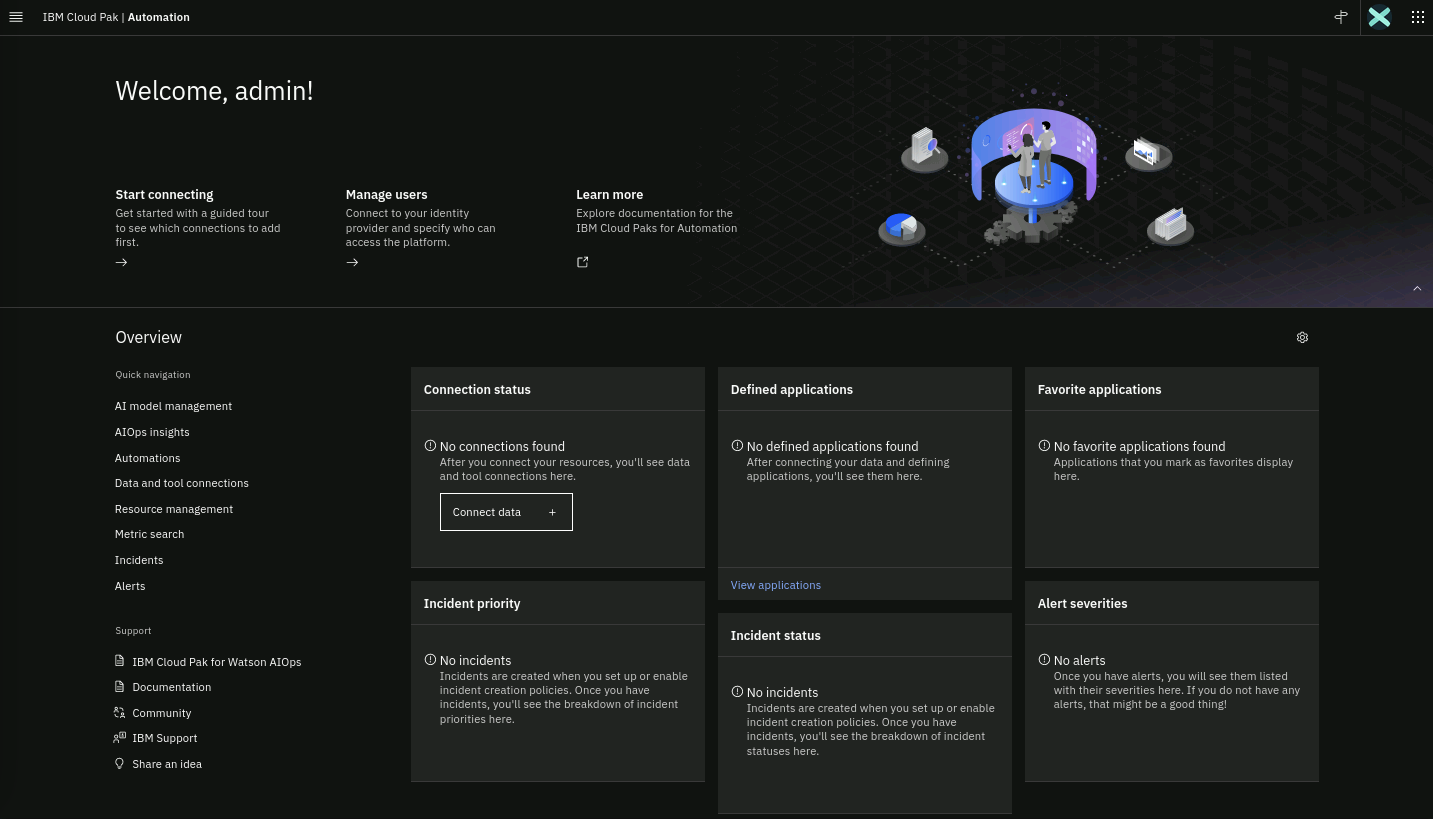 IBM Cloud Pak | Automation
Welcome, admin!
Start connecting
Get started with a guided tour
to see which connections to add
first.
Manage users
Connect to your identity
provider and specify who can
access the platform.
Learn more
Explore documentation for the
IBM Cloud Paks for Automation
Overview
Quick navigation
AI model management
AIOps insights
Automations
Data and tool connections
Resource management
Metric search
Incidents
Alerts
Support
IBM Cloud Pak for Watson AIOps
Documentation
Community
IBM Support
Share an idea
Connection status
No connections found
After you connect your resources, you'll see data
and tool connections here.
Connect data +
Defined applications
No defined applications found
After connecting your data and defining
applications, you'll see them here.
View applications
Favorite applications
No favorite applications found
Applications that you mark as favorites display
here.
Incident priority
No incidents
Incidents are created when you set up or enable
incident creation policies. Once you have
incidents, you'll see the breakdown of incident
priorities here.
Incident status
No incidents
Incidents are created when you set up or enable
incident creation policies. Once you have
incidents, you'll see the breakdown of incident
statuses here.
Alert severities
No alerts
Once you have alerts, you will see them listed
with their severities here. If you do not have any
alerts, that might be a good thing!